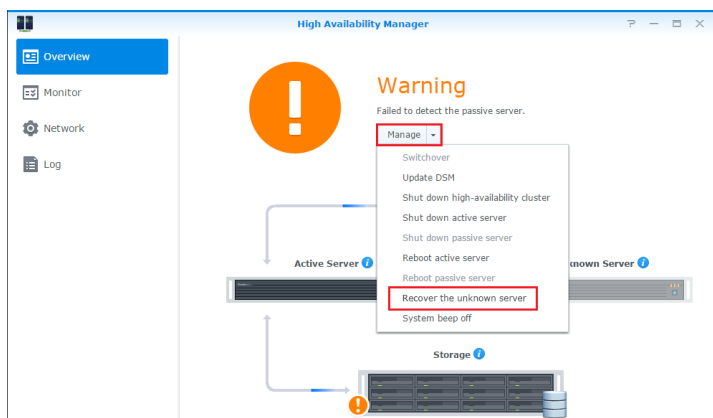 High Availability Manager
Overview
Monitor
Network
Log
Warning
Failed to detect the passive server.
Manage
Switchover
Update DSM
Shut down high-availability cluster
Shut down active server
Shut down passive server
Reboot active server
Reboot passive server
Recover the unknown server
System beep off
Active Server
known Server
Storage